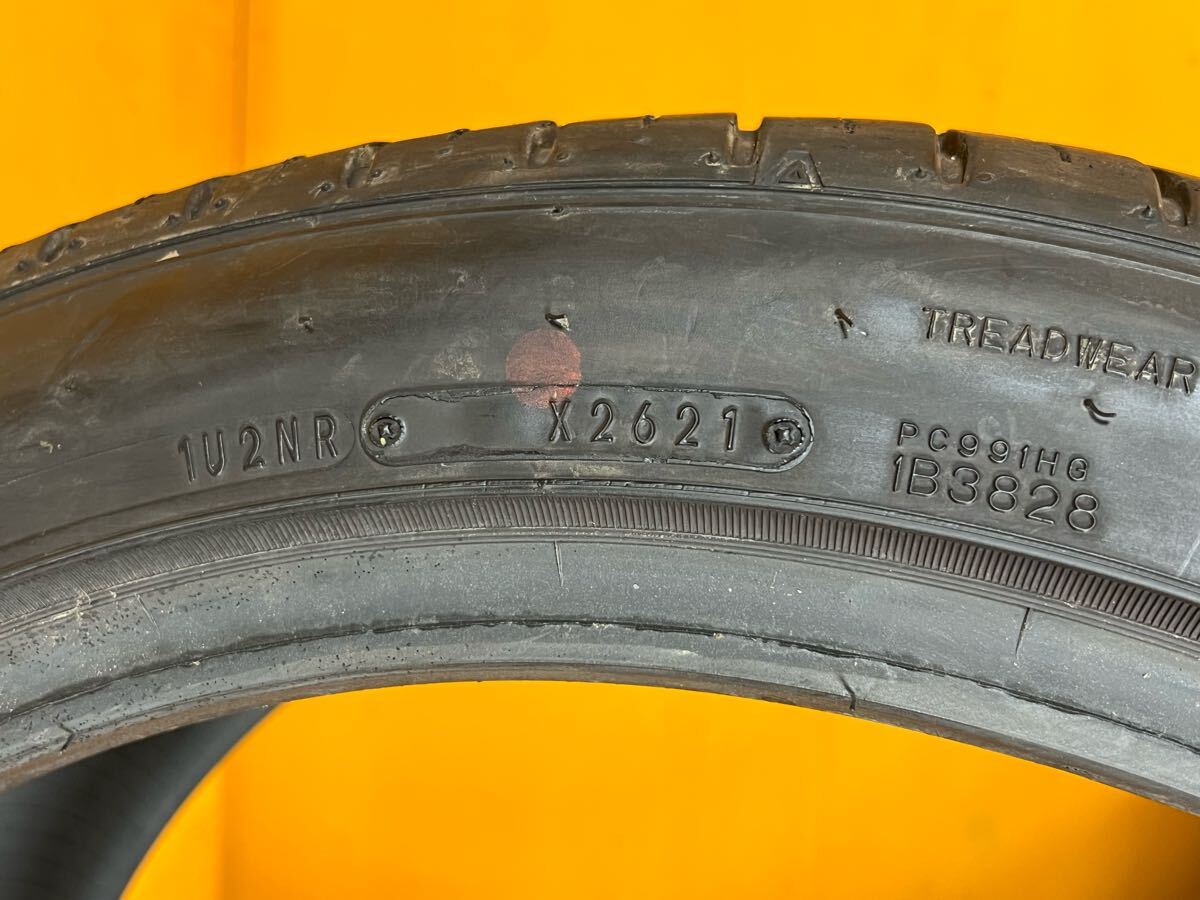 TREADWEAR
1U2NR X2621
PC991HG
1B3828